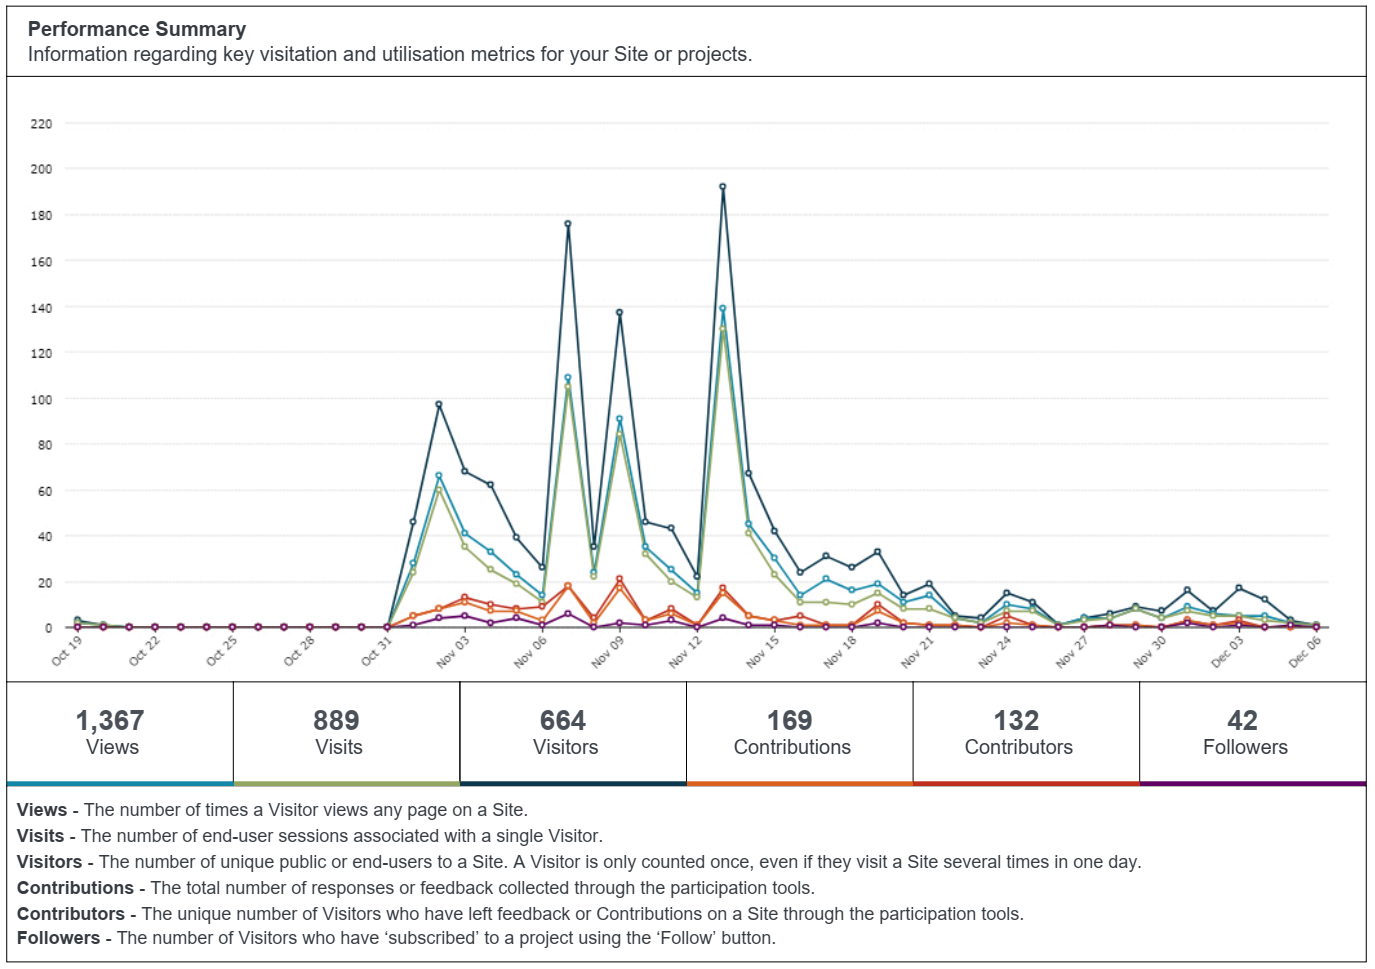 Performance Summary
Information regarding key visitation and utilisation metrics for your Site or projects.
220
200
180
160
140
120
100
80
60
40
20
0
Oct 19 Oct 22 Oct 25 Oct 28 Oct 31 Nov 03 Nov 06 Nov 09 Nov 12 Nov 15 Nov 18 Nov 21 Nov 24 Nov 27 Nov 30 Dec 03 Dec 06
1,367 889 664 169 132 42
Views Visits Visitors Contributions Contributors Followers
Views - The number of times a Visitor views any page on a Site.
Visits - The number of end-user sessions associated with a single Visitor.
Visitors - The number of unique public or end-users to a Site. A Visitor is only counted once, even if they visit a Site several times in one day.
Contributions - The total number of responses or feedback collected through the participation tools.
Contributors - The unique number of Visitors who have left feedback or Contributions on a Site through the participation tools.
Followers - The number of Visitors who have ‘subscribed’ to a project using the ‘Follow’ button.